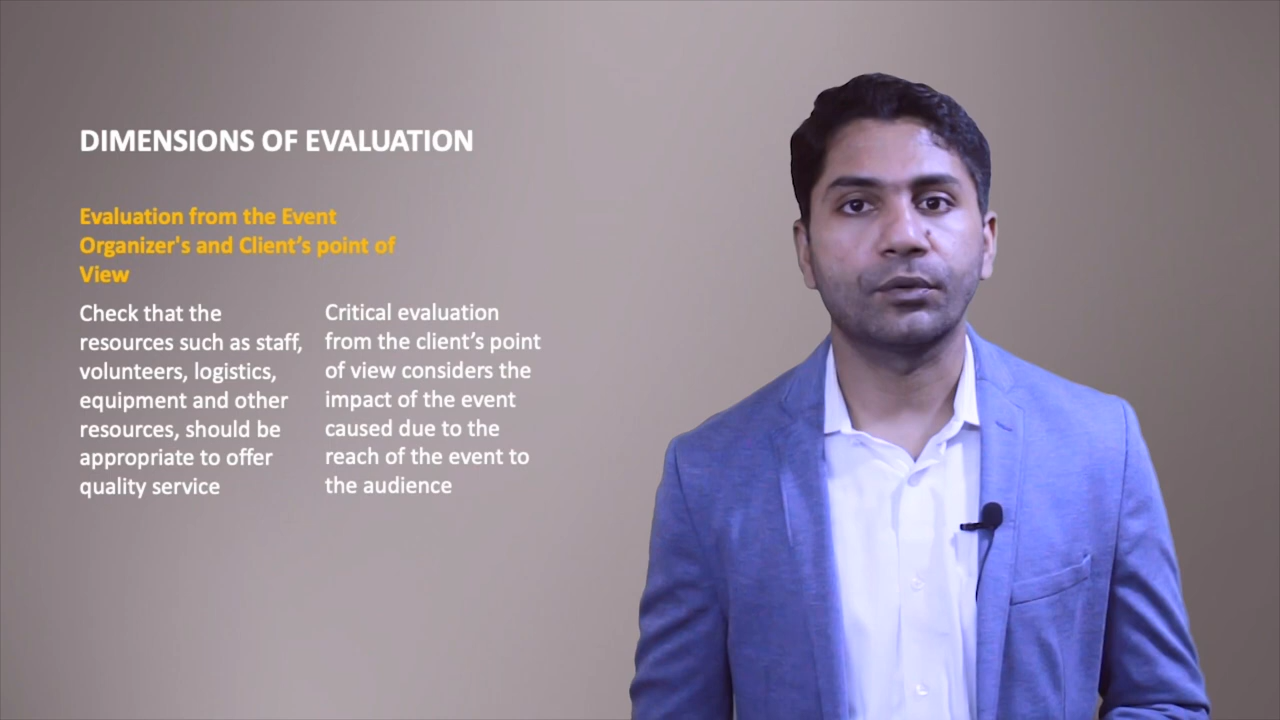 DIMENSIONS OF EVALUATION
Evaluation from the Event
Organizer's and Client’s point of
View
Check that the
resources such as staff,
volunteers, logistics,
equipment and other
resources, should be
appropriate to offer
quality service
Critical evaluation
from the client’s point
of view considers the
impact of the event
caused due to the
reach of the event to
the audience